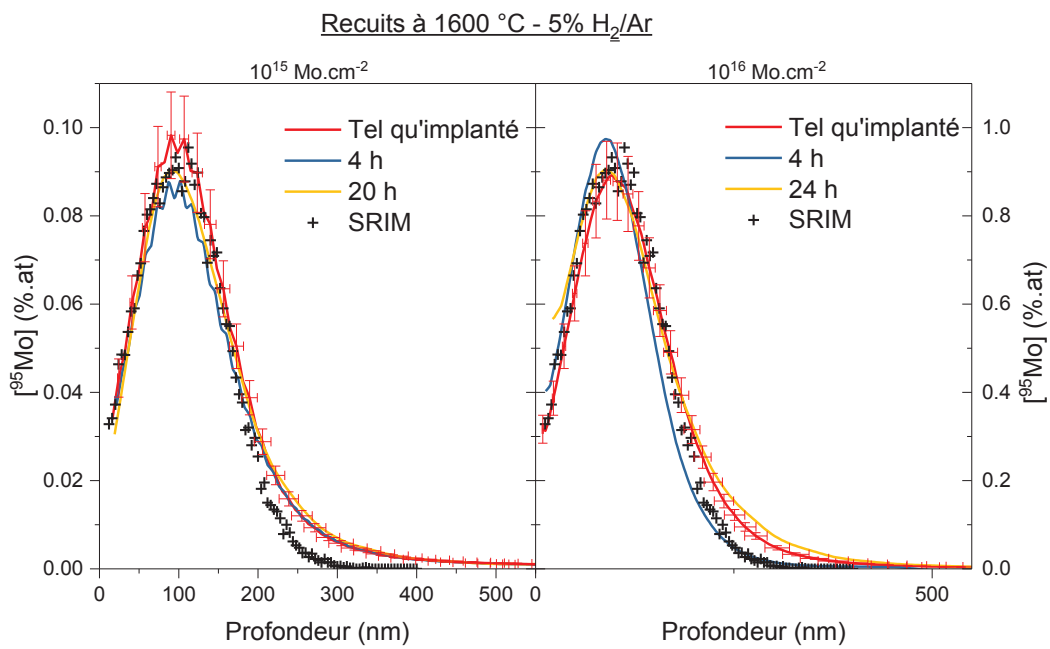 Recuits à 1600 °C - 5% H2/Ar
10^15 Mo.cm-2
10^16 Mo.cm-2
Tel qu'implanté
4 h
20 h
SRIM
Tel qu'implanté
4 h
24 h
SRIM
0.10
0.08
0.06
0.04
0.02
0.00
[95Mo] (%.at)
1.0
0.8
0.6
0.4
0.2
0.0
[95Mo] (%.at)
0 100 200 300 400 500
0 500
Profondeur (nm)
Profondeur (nm)